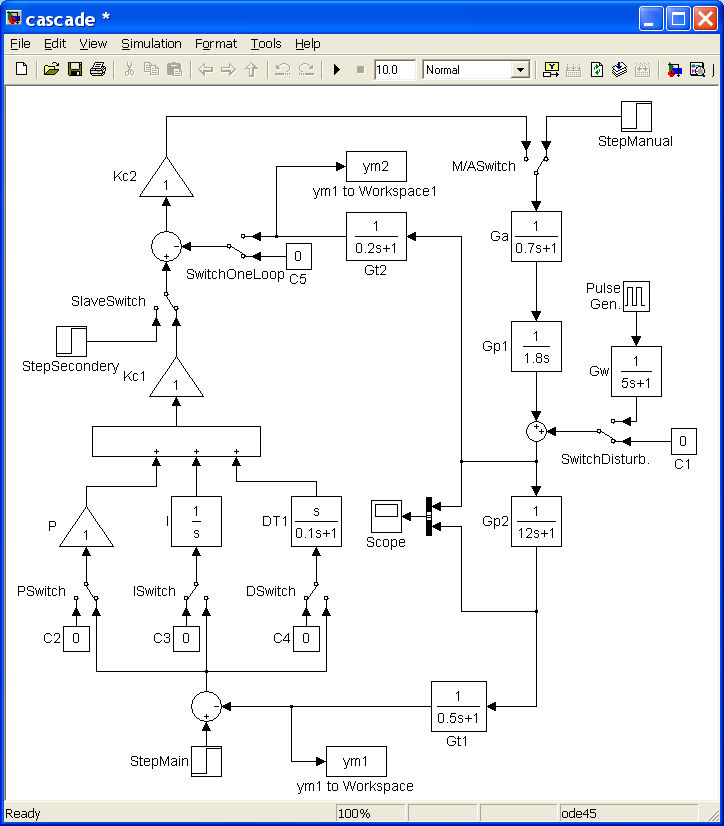 cascade *
File Edit View Simulation Format Tools Help
10.0 Normal
StepManual
M/ASwitch
Kc2
1
ym2
ym1 to Workspace1
1
0.2s+1
Gt2
Ga
1
0.7s+1
SwitchOneLoop
0
C5
SlaveSwitch
StepSecondery
Pulse
Gen.
Gp1
1
1.8s
Gw
1
5s+1
Kc1
1
SwitchDisturb.
0
C1
P
1
I
1
s
DT1
s
0.1s+1
Scope
Gp2
1
12s+1
PSwitch
ISwitch
DSwitch
C2
0
C3
0
C4
0
1
0.5s+1
Gt1
StepMain
ym1
ym1 to Workspace
Ready 100% ode45